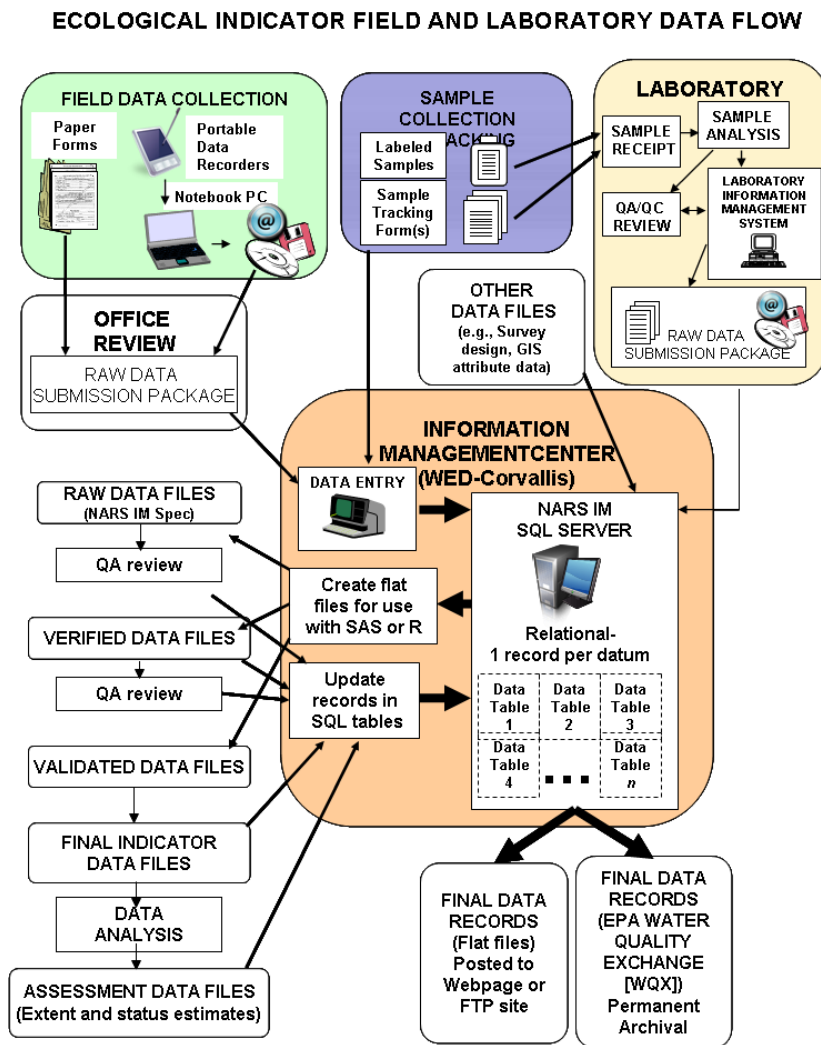 ECOLOGICAL INDICATOR FIELD AND LABORATORY DATA FLOW
FIELD DATA COLLECTION
Paper
Forms
Portable
Data
Recorders
Notebook PC
@
SAMPLE
COLLECTION
Labeled
Samples
Sample
Tracking
Form(s)
LABORATORY
SAMPLE
RECEIPT
SAMPLE
ANALYSIS
QA/QC
REVIEW
LABORATORY
INFORMATION
MANAGEMENT
SYSTEM
@
RAW DATA
SUBMISSION PACKAGE
OFFICE
REVIEW
RAW DATA
SUBMISSION PACKAGE
OTHER
DATA FILES
(e.g., Survey
design, GIS
attribute data)
INFORMATION
MANAGEMENTCENTER
(WED-Corvallis)
DATA ENTRY
NARS IM
SQL SERVER
Relational-
1 record per datum
Data
Table
1
Data
Table
2
Data
Table
3
Data
Table
4
...
Data
Table
n
Create flat
files for use
with SAS or R
Update
records in
SQL tables
RAW DATA FILES
(NARS IM Spec)
QA review
VERIFIED DATA FILES
QA review
VALIDATED DATA FILES
FINAL INDICATOR
DATA FILES
DATA
ANALYSIS
ASSESSMENT DATA FILES
(Extent and status estimates)
FINAL DATA
RECORDS
(Flat files)
Posted to
Webpage or
FTP site
FINAL DATA
RECORDS
(EPA WATER
QUALITY
EXCHANGE
[WQX])
Permanent
Archival